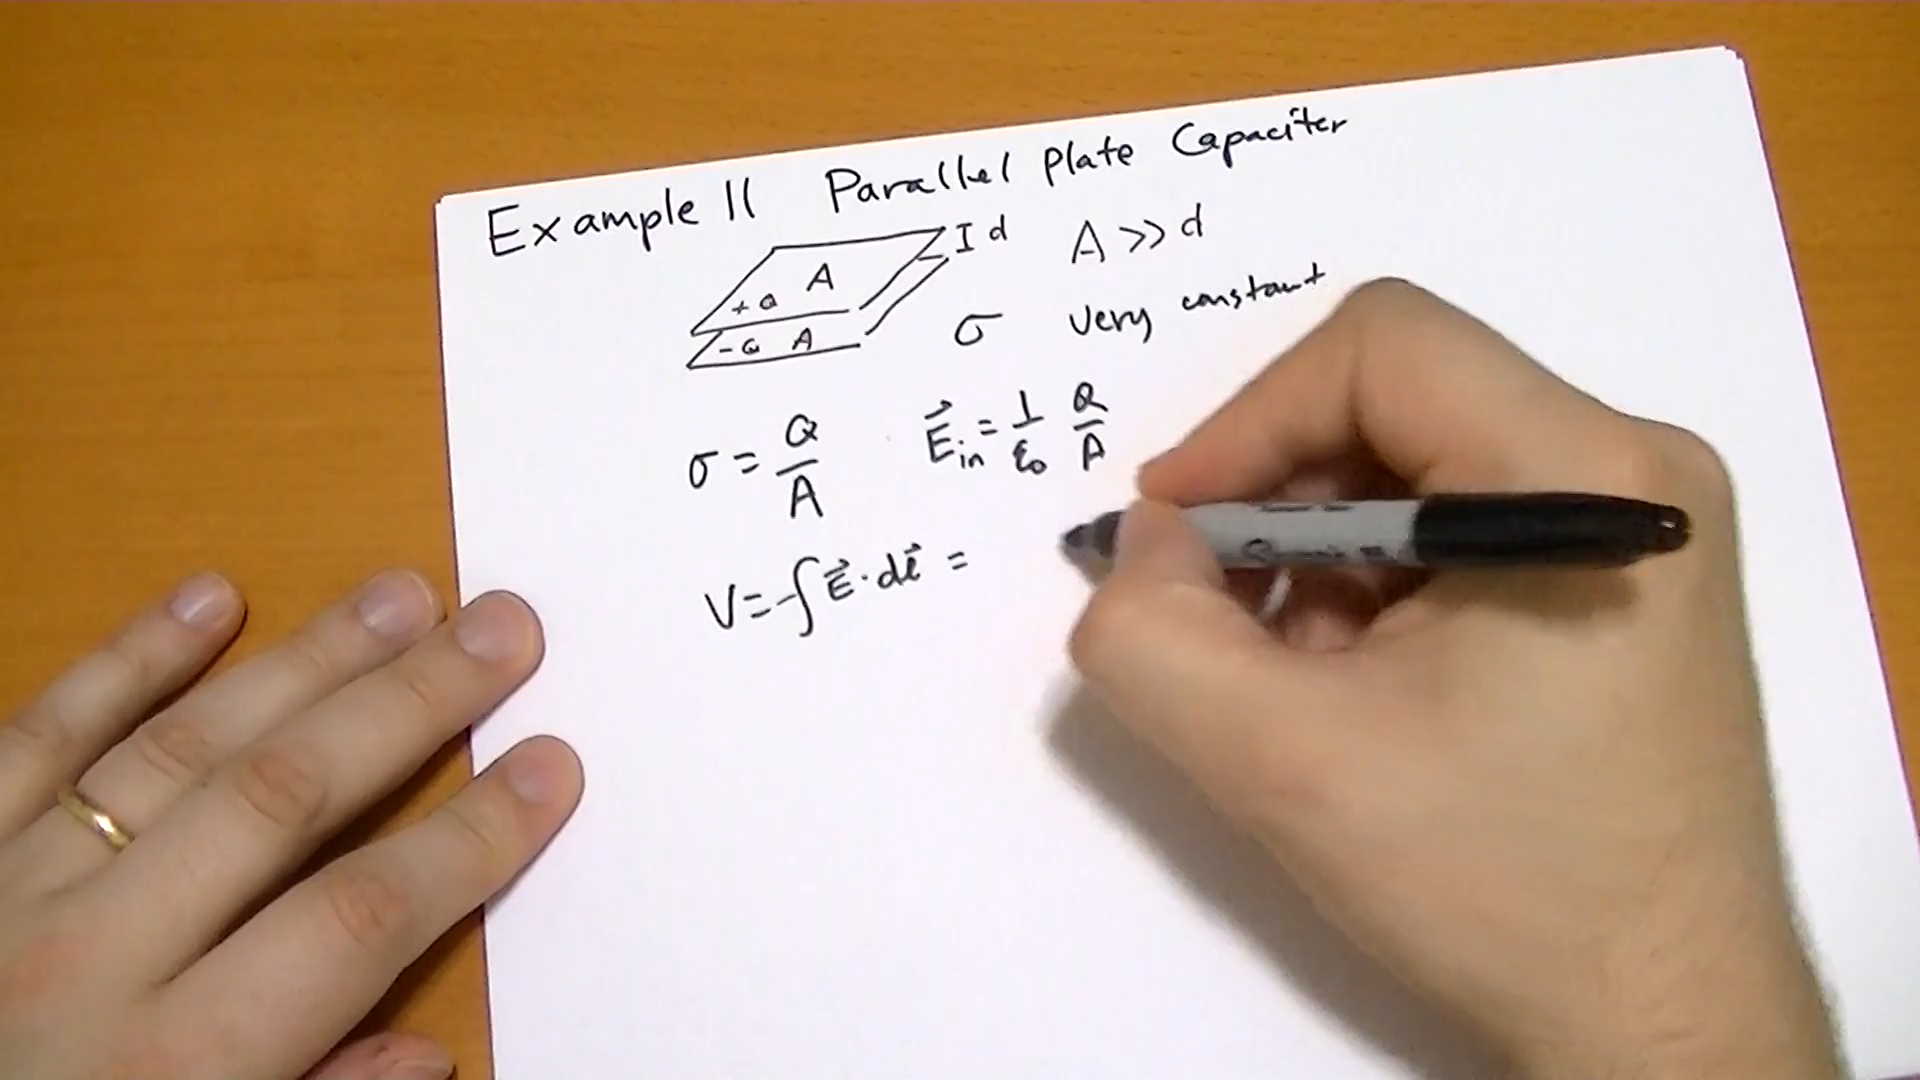 Example 11 Parallel Plate Capaciter
A I d A >> d
+Q
-Q A σ very constant
σ = Q/A E⃗in = 1/ε₀ Q/A
V = -∫E⃗·dl⃗ =